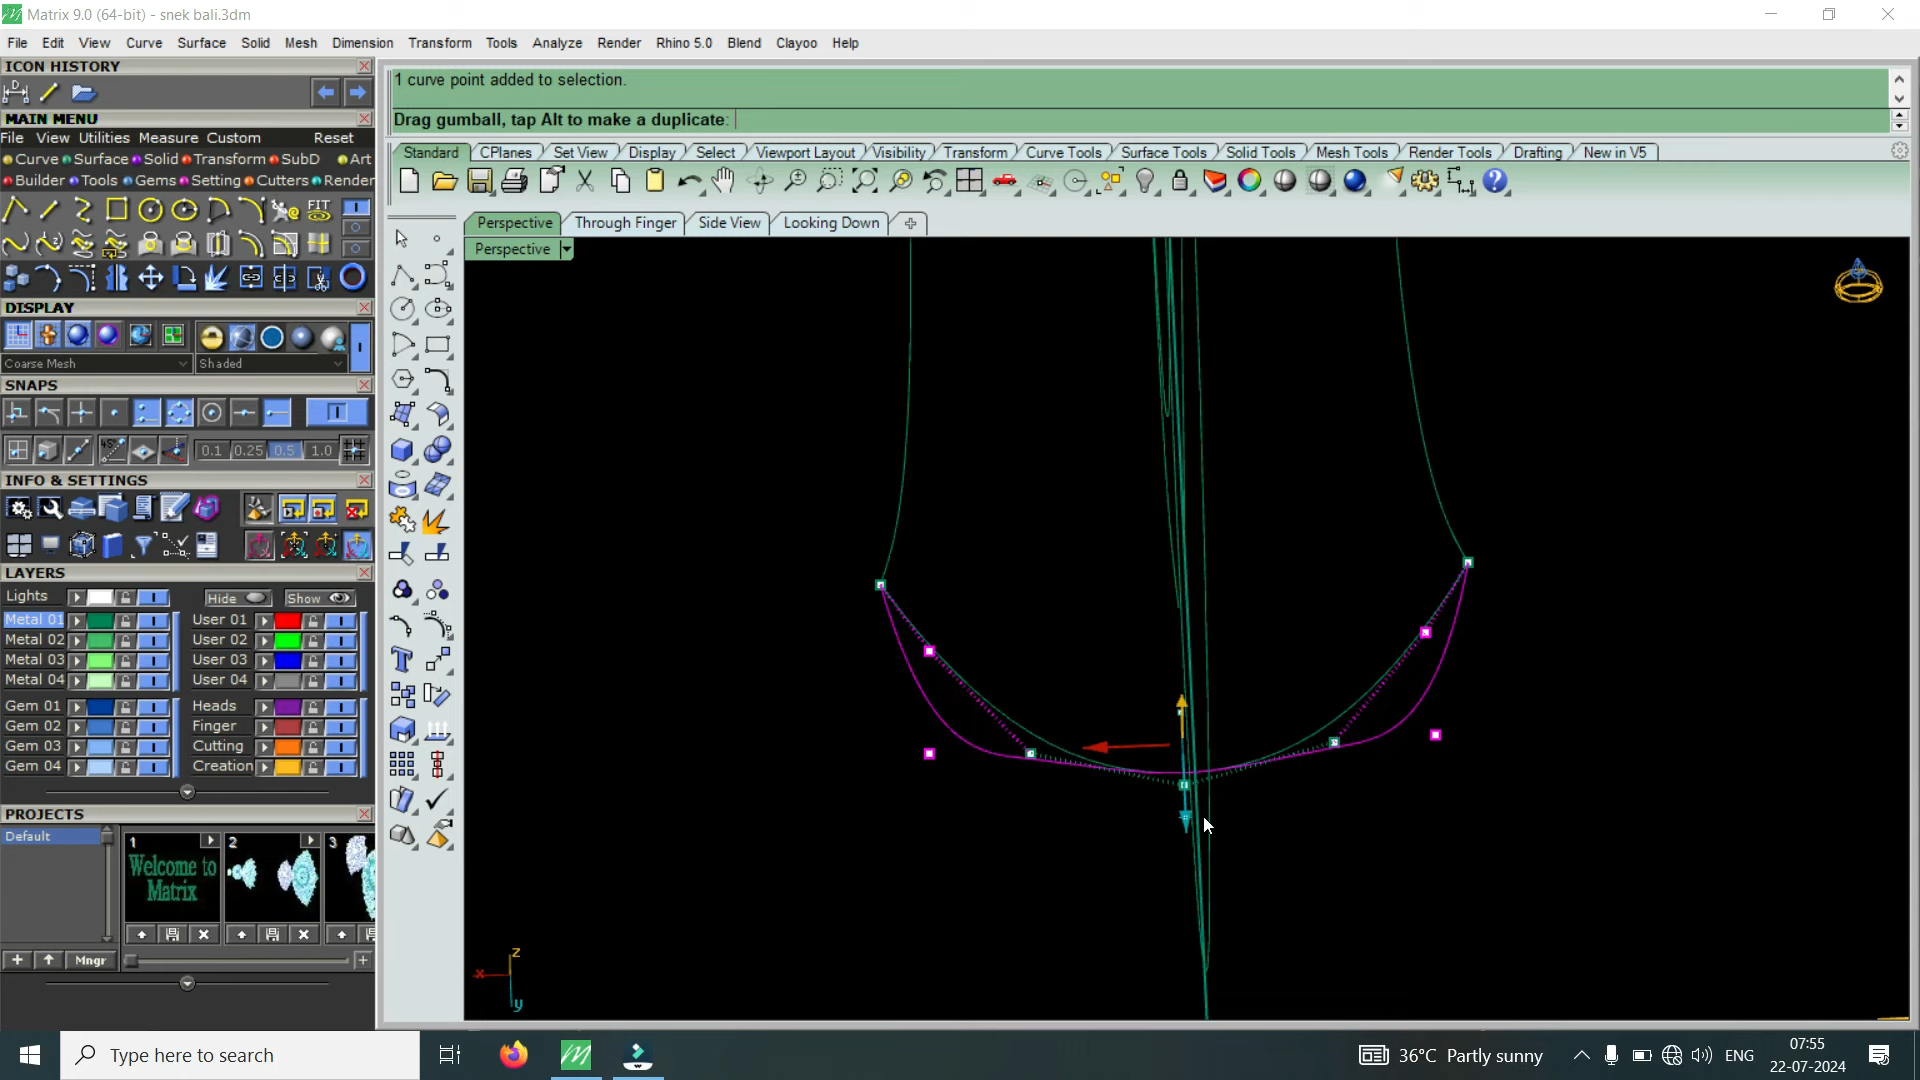 Matrix 9.0 (64-bit) - snek bali.3dm
File Edit View Curve Surface Solid Mesh Dimension Transform Tools Analyze Render Rhino 5.0 Blend Clayoo Help
ICON HISTORY
MAIN MENU
File View Utilities Measure Custom Reset
Curve Surface Solid Transform SubD Art
Builder Tools Gems Setting Cutters Render
FIT
DISPLAY
Coarse Mesh Shaded
SNAPS
0.1 0.25 0.5 1.0
INFO & SETTINGS
LAYERS
Lights Hide Show
Metal 01 User 01
Metal 02 User 02
Metal 03 User 03
Metal 04 User 04
Gem 01 Heads
Gem 02 Finger
Gem 03 Cutting
Gem 04 Creation
PROJECTS
Default
1 2 3
Welcome to Matrix
Mngr
1 curve point added to selection.
Drag gumball, tap Alt to make a duplicate:
Standard CPlanes Set View Display Select Viewport Layout Visibility Transform Curve Tools Surface Tools Solid Tools Mesh Tools Render Tools Drafting New in V5
Perspective Through Finger Side View Looking Down
Perspective
z
x
y
Type here to search
36°C Partly sunny
ENG
07:55
22-07-2024